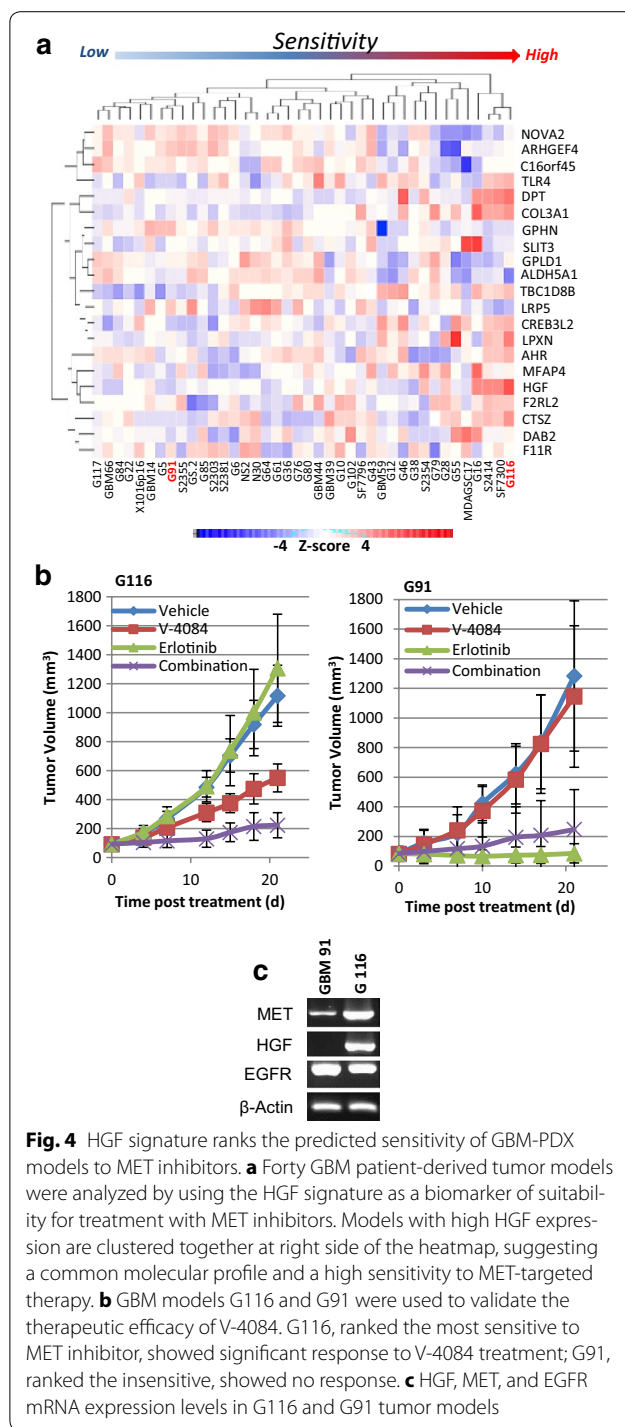 a
Sensitivity
Low
High
NOVA2
ARHGEF4
C16orf45
TLR4
DPT
COL3A1
GPHN
SLIT3
GPLD1
ALDH5A1
TBC1D8B
LRP5
CREB3L2
LPXN
AHR
MFAP4
HGF
F2RL2
CTSZ
DAB2
F11R
G117
GBM66
G84
G22
X1016p16
GBM14
G5
G91
S2355
G5.2
G85
S2303
S2381
G6
N52
N30
G64
G61
G36
G76
G80
GBM44
GBM39
G10
G102
SF7796
G43
GBM59
G12
G46
G38
S2354
G79
G28
G55
MDAGSC17
G16
S2414
SF7300
G116
-4 Z-score 4
b
G116
Vehicle
V-4084
Erlotinib
Combination
1800
1600
1400
1200
1000
800
600
400
200
0
Tumor Volume (mm³)
0 10 20
Time post treatment (d)
G91
Vehicle
V-4084
Erlotinib
Combination
1800
1600
1400
1200
1000
800
600
400
200
0
Tumor Volume (mm³)
0 10 20
Time post treatment (d)
c
GBM 91
G 116
MET
HGF
EGFR
β-Actin
Fig. 4 HGF signature ranks the predicted sensitivity of GBM-PDX
models to MET inhibitors. a Forty GBM patient-derived tumor models
were analyzed by using the HGF signature as a biomarker of suitabil-
ity for treatment with MET inhibitors. Models with high HGF expres-
sion are clustered together at right side of the heatmap, suggesting
a common molecular profile and a high sensitivity to MET-targeted
therapy. b GBM models G116 and G91 were used to validate the
therapeutic efficacy of V-4084. G116, ranked the most sensitive to
MET inhibitor, showed significant response to V-4084 treatment; G91,
ranked the insensitive, showed no response. c HGF, MET, and EGFR
mRNA expression levels in G116 and G91 tumor models